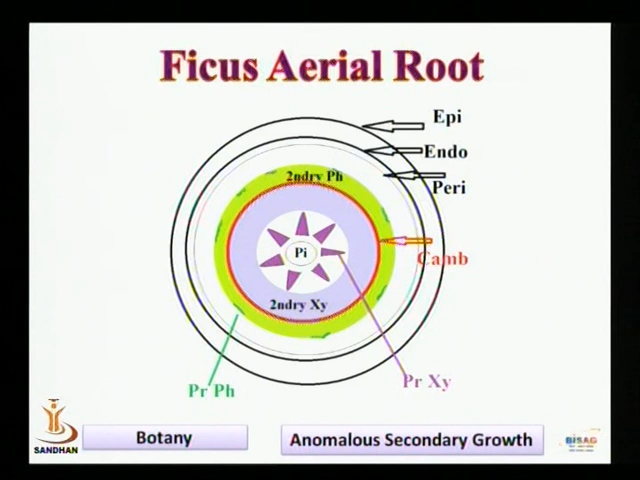 Ficus Aerial Root
Epi
Endo
2ndry Ph
Peri
Pi
Camb
2ndry Xy
Pr Xy
Pr Ph
SANDHAN
Botany
Anomalous Secondary Growth
BISAG